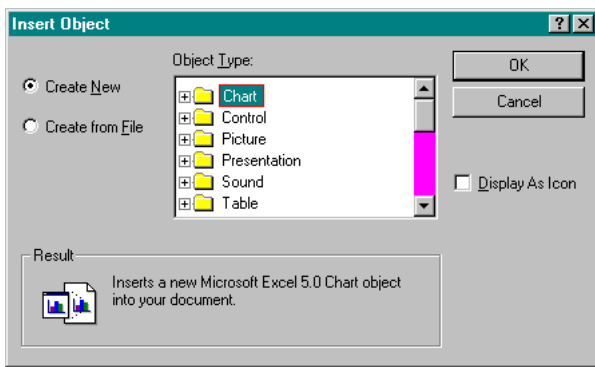 Insert Object
Object Type:
Create New
Create from File
Chart
Control
Picture
Presentation
Sound
Table
OK
Cancel
Display As Icon
Result
Inserts a new Microsoft Excel 5.0 Chart object
into your document.